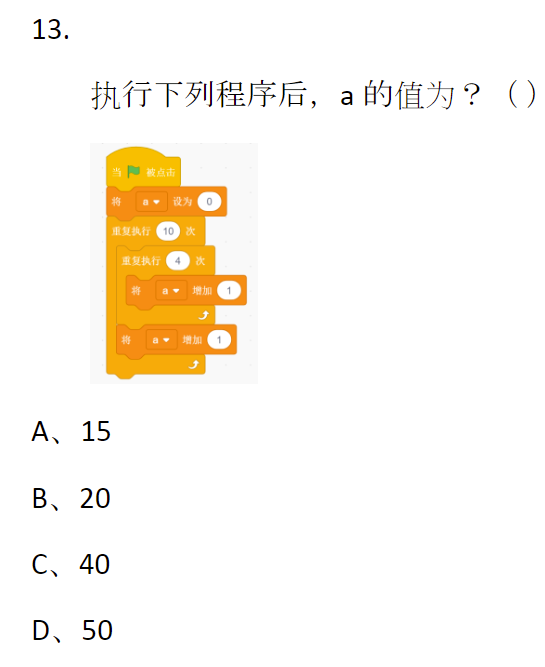 13.
执行下列程序后，a 的值为？（）
当 被点击
将 a 设为 0
重复执行 10 次
重复执行 4 次
将 a 增加 1
将 a 增加 1
A、15
B、20
C、40
D、50